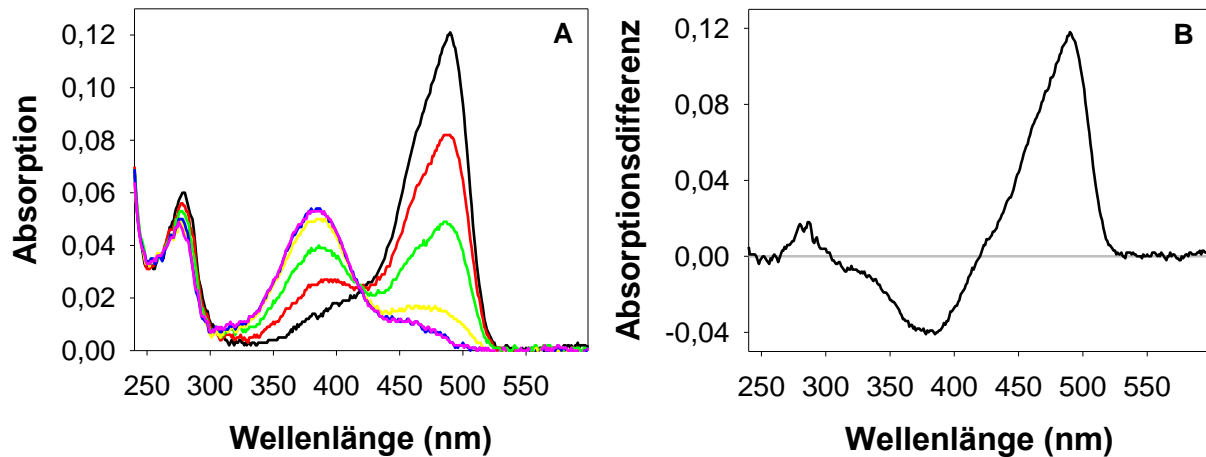 A
Absorption
0,12
0,10
0,08
0,06
0,04
0,02
0,00
250 300 350 400 450 500 550
Wellenlänge (nm)
B
Absorptionsdifferenz
0,12
0,08
0,04
0,00
-0,04
250 300 350 400 450 500 550
Wellenlänge (nm)